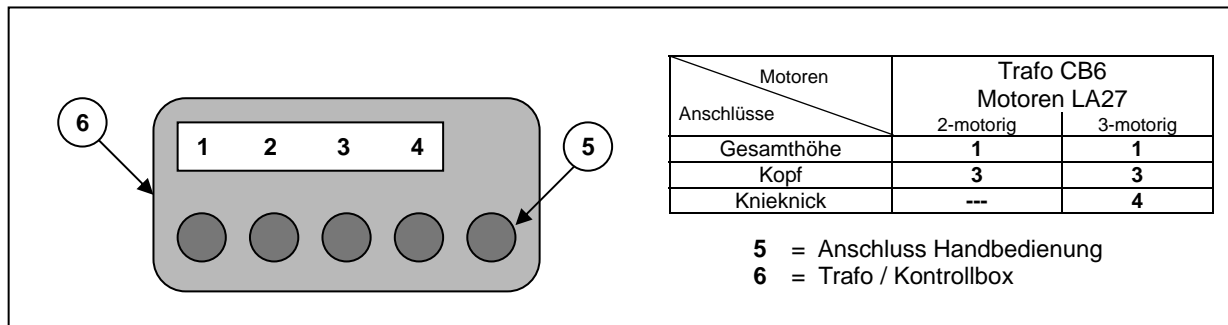 6
1 2 3 4
5
Motoren
Anschlüsse
Trafo CB6
Motoren LA27
2-motorig 3-motorig
Gesamthöhe 1 1
Kopf 3 3
Knieknick --- 4
5 = Anschluss Handbedienung
6 = Trafo / Kontrollbox